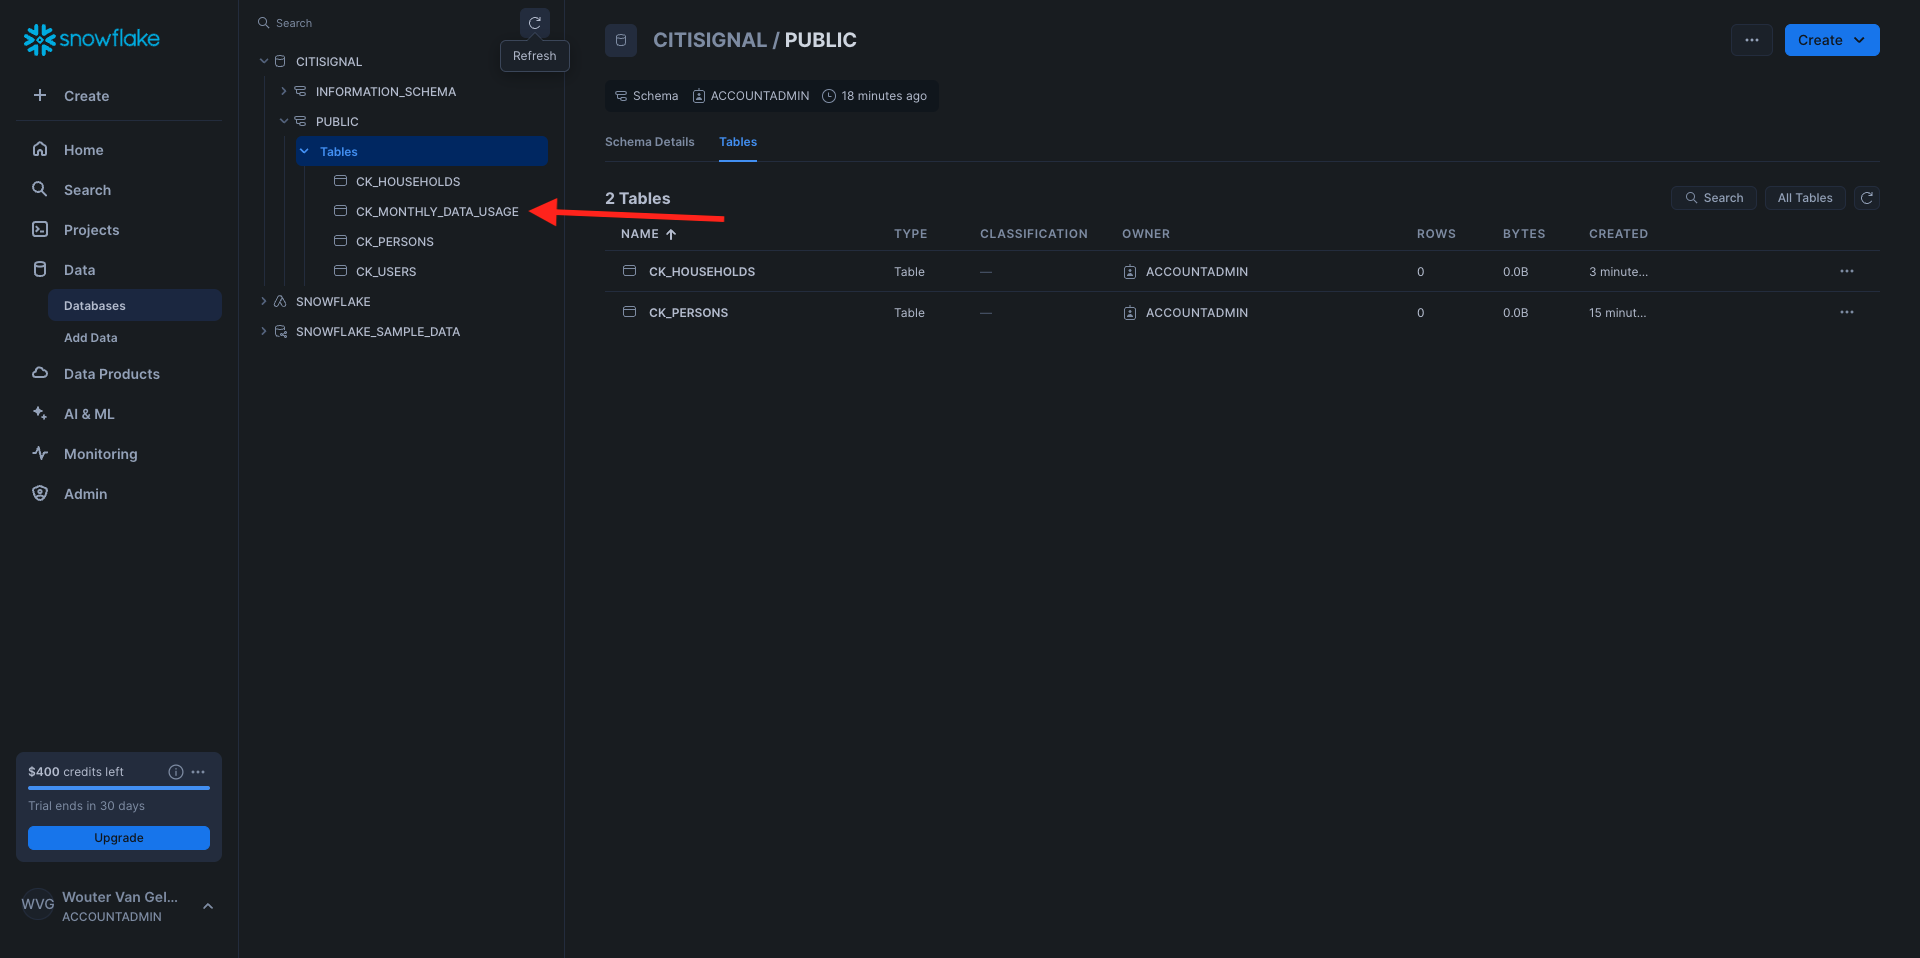 snowflake
Create
Home
Search
Projects
Data
Databases
Add Data
Data Products
AI & ML
Monitoring
Admin
$400 credits left
Trial ends in 30 days
Upgrade
WVG
Wouter Van Gel...
ACCOUNTADMIN
Search
Refresh
CITISIGNAL
INFORMATION_SCHEMA
PUBLIC
Tables
CK_HOUSEHOLDS
CK_MONTHLY_DATA_USAGE
CK_PERSONS
CK_USERS
SNOWFLAKE
SNOWFLAKE_SAMPLE_DATA
CITISIGNAL / PUBLIC
Create
Schema ACCOUNTADMIN 18 minutes ago
Schema Details Tables
2 Tables
Search All Tables
NAME TYPE CLASSIFICATION OWNER ROWS BYTES CREATED
CK_HOUSEHOLDS Table — ACCOUNTADMIN 0 0.0B 3 minute...
CK_PERSONS Table — ACCOUNTADMIN 0 0.0B 15 minut...